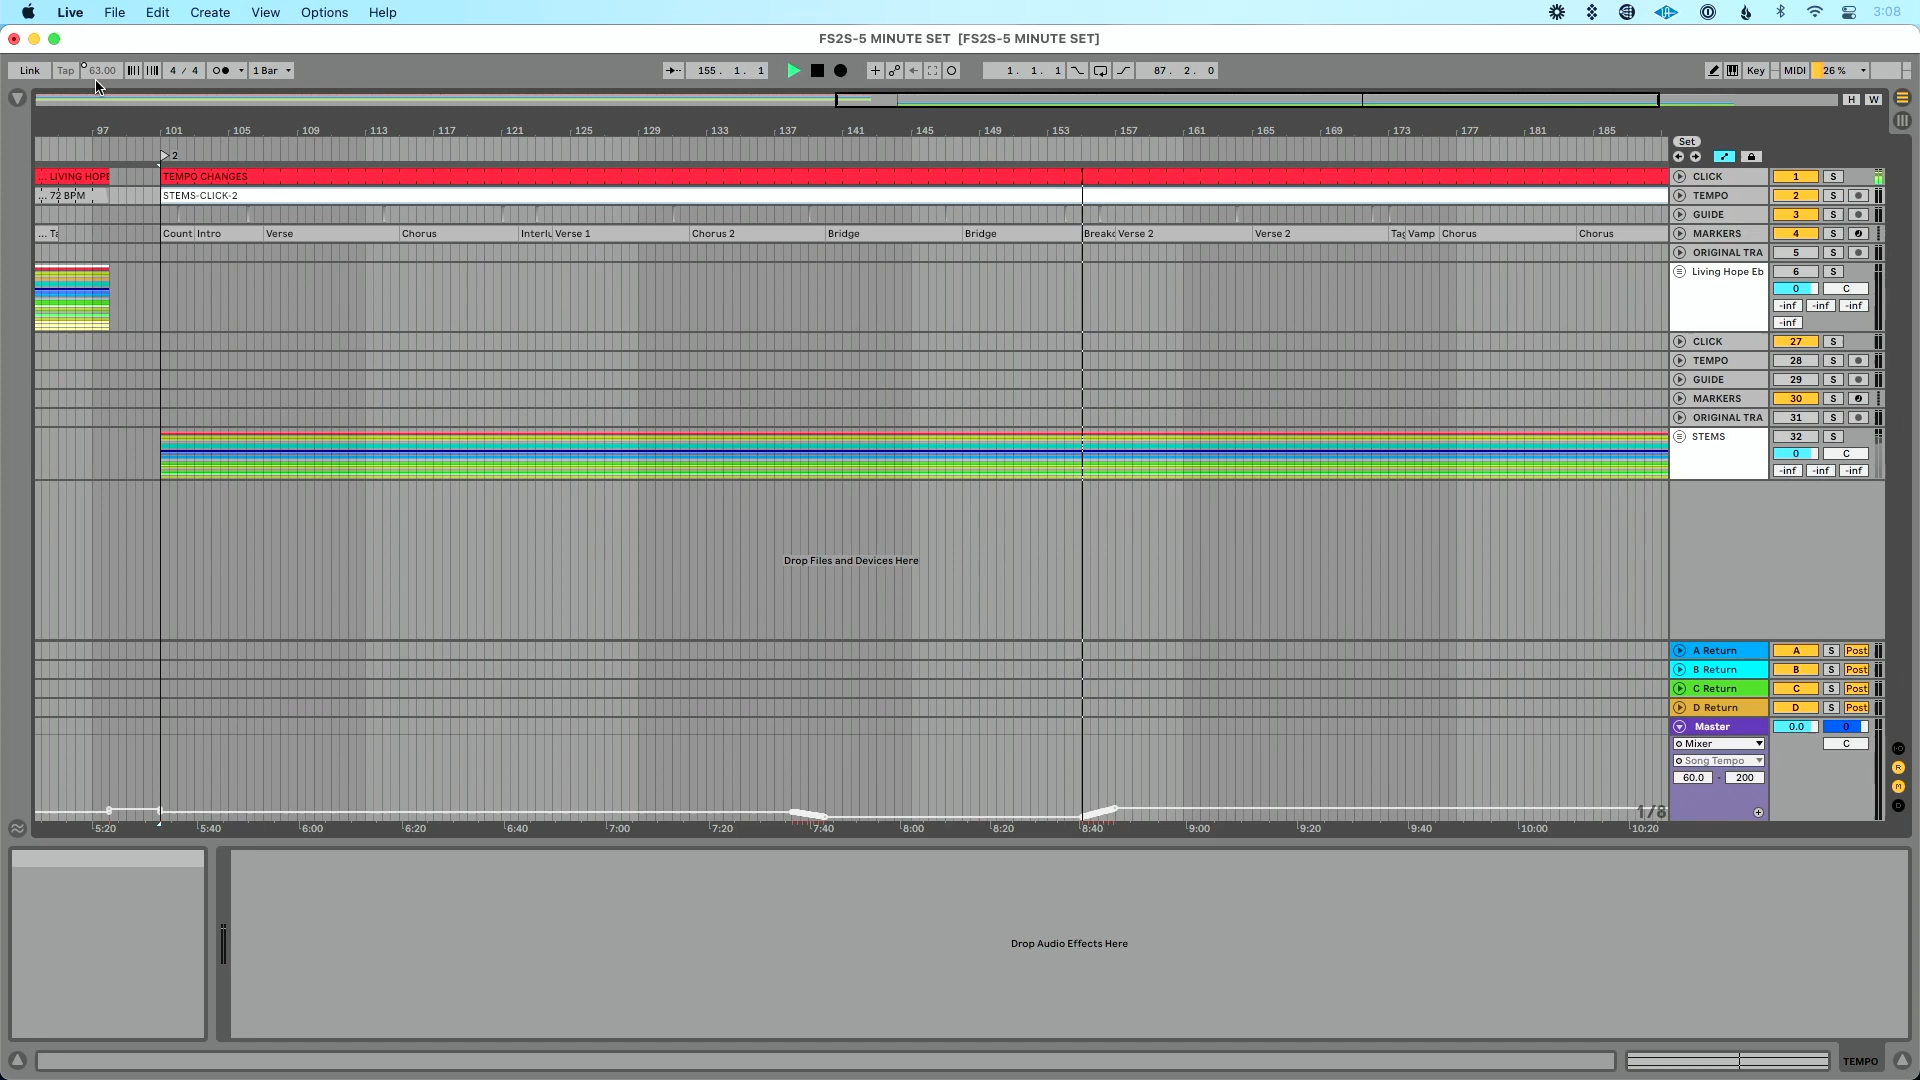 Live File Edit Create View Options Help 3:08
FS2S-5 MINUTE SET [FS2S-5 MINUTE SET]
Link Tap 63.00 4 / 4 1 Bar 155. 1. 1 1. 1. 1 87. 2. 0 Key MIDI 26 %
H W
97 101 105 109 113 117 121 125 129 133 137 141 145 149 153 157 161 165 169 173 177 181 185
Set
2
... LIVING HOPE TEMPO CHANGES CLICK 1 S
... 72 BPM STEMS-CLICK-2 TEMPO 2 S
GUIDE 3 S
... Ta Count Intro Verse Chorus Interlu Verse 1 Chorus 2 Bridge Bridge Breakd Verse 2 Verse 2 Tag Vamp Chorus Chorus MARKERS 4 S
ORIGINAL TRA 5 S
Living Hope Eb 6 S
0 C
-inf -inf -inf
-inf
CLICK 27 S
TEMPO 28 S
GUIDE 29 S
MARKERS 30 S
ORIGINAL TRA 31 S
STEMS 32 S
0 C
-inf -inf -inf
Drop Files and Devices Here
A Return A S Post
B Return B S Post
C Return C S Post
D Return D S Post
Master 0.0 0
Mixer C
Song Tempo
60.0 - 200
1/8
5:20 5:40 6:00 6:20 6:40 7:00 7:20 7:40 8:00 8:20 8:40 9:00 9:20 9:40 10:00 10:20
Drop Audio Effects Here
TEMPO